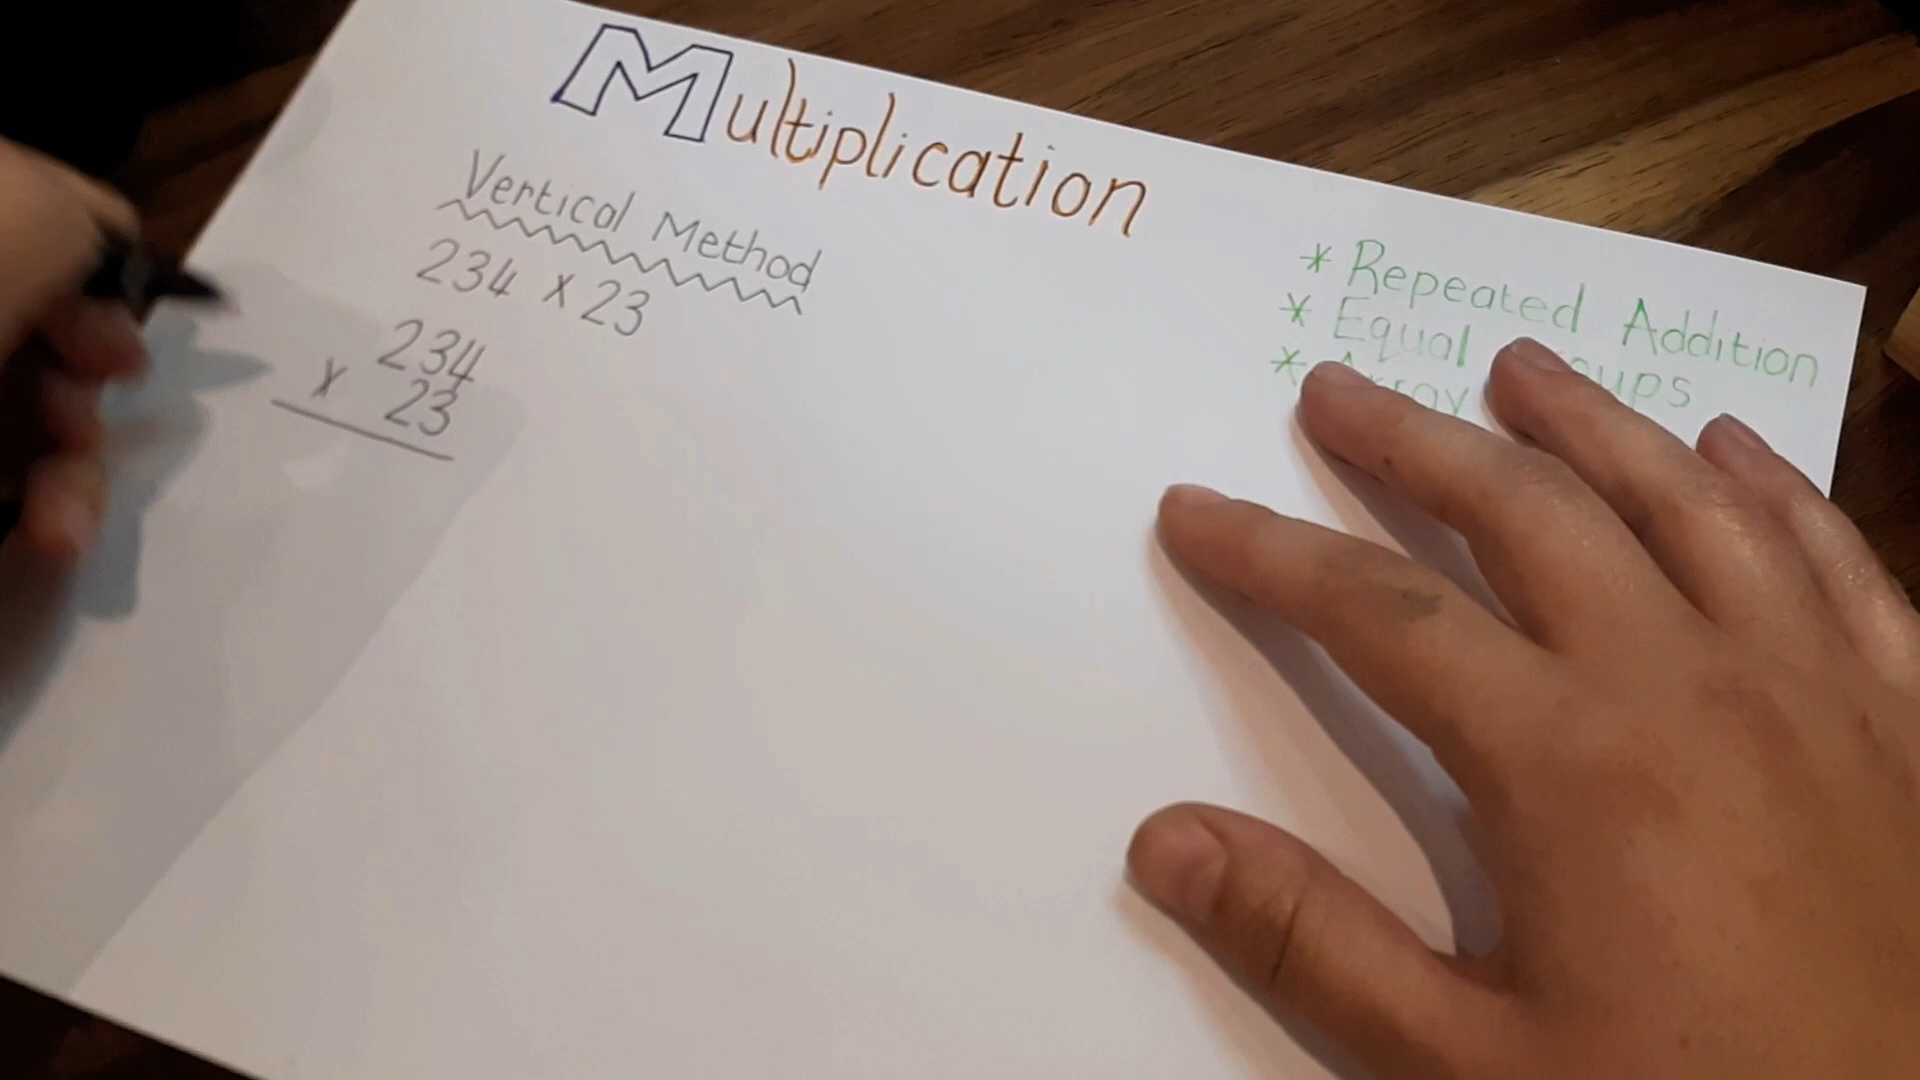 Multiplication
Vertical Method
234 x 23
234
x 23
* Repeated Addition
* Equal
*